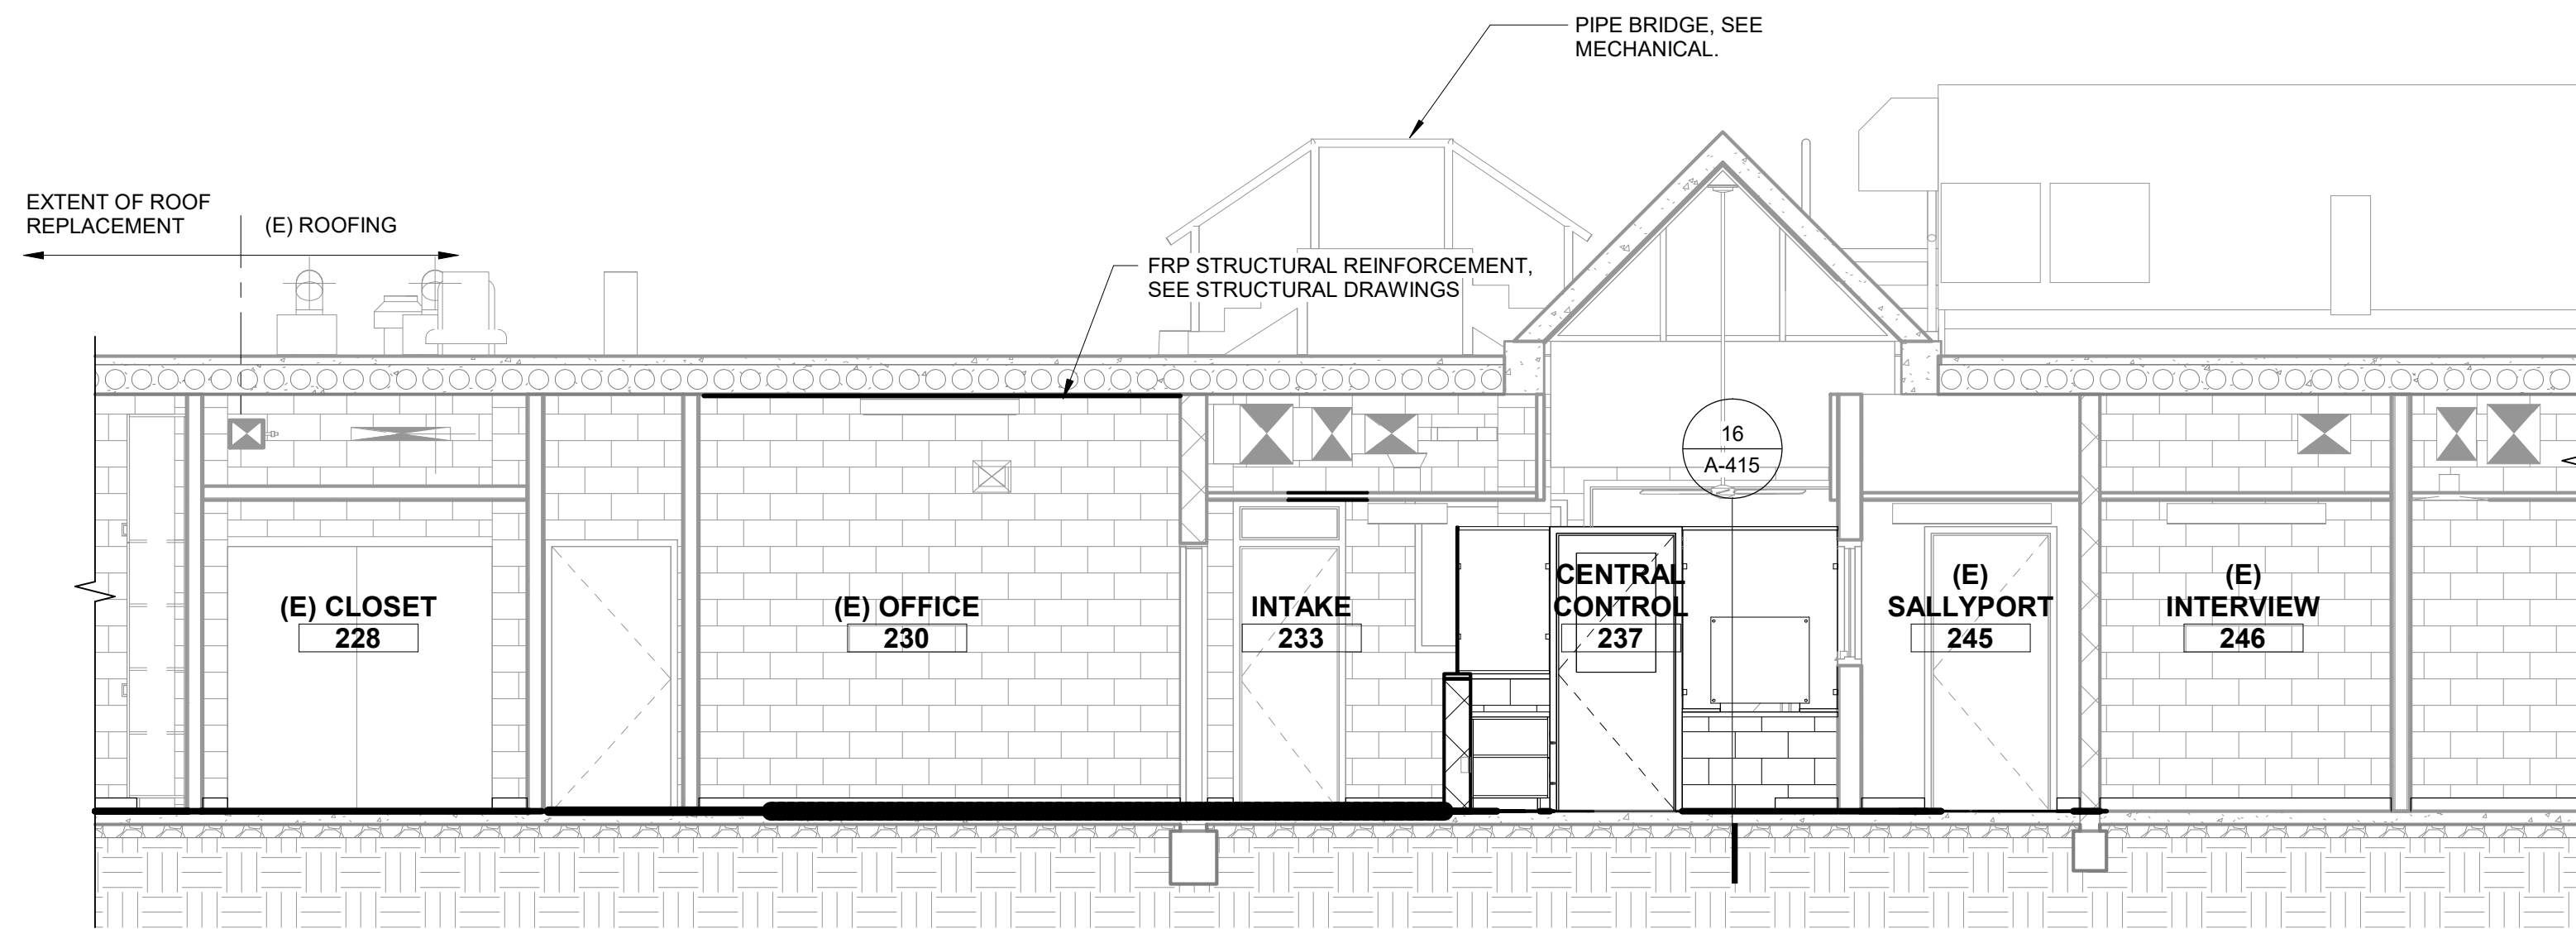 PIPE BRIDGE, SEE
MECHANICAL.
EXTENT OF ROOF
REPLACEMENT
(E) ROOFING
FRP STRUCTURAL REINFORCEMENT,
SEE STRUCTURAL DRAWINGS
16
A-415
(E) CLOSET
228
(E) OFFICE
230
INTAKE
233
CENTRAL
CONTROL
237
(E)
SALLYPORT
245
(E)
INTERVIEW
246